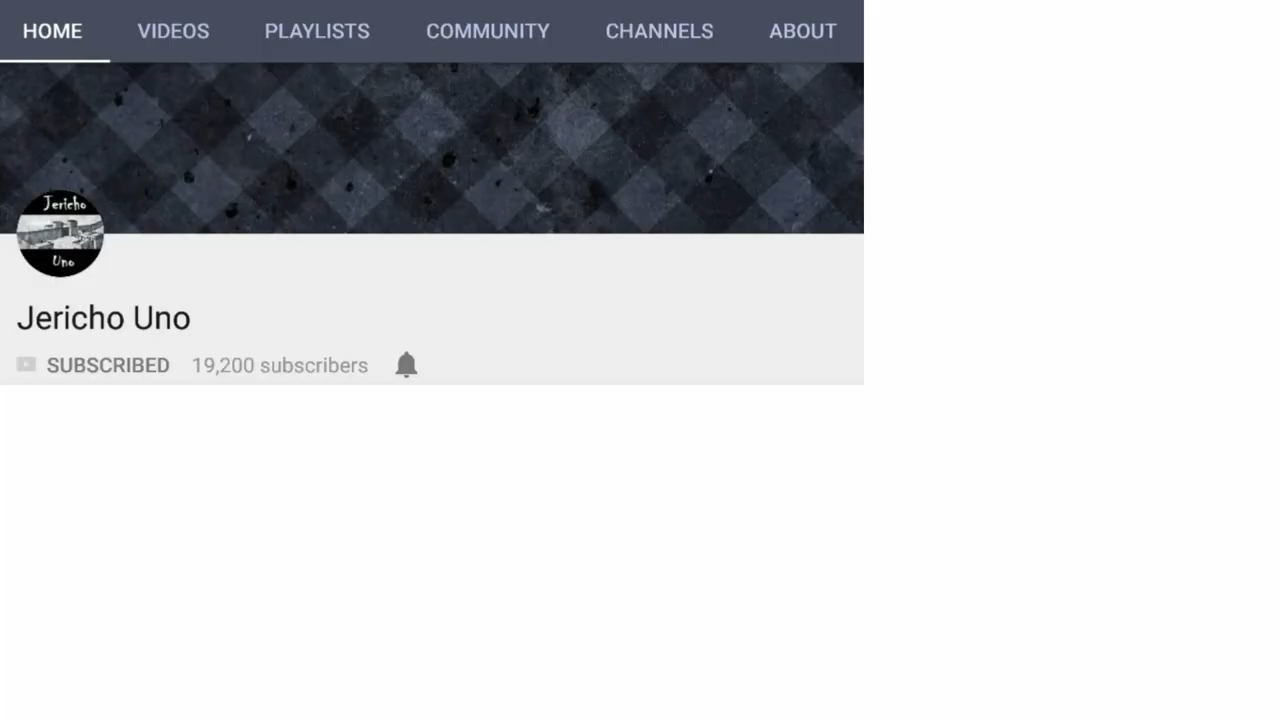 HOME VIDEOS PLAYLISTS COMMUNITY CHANNELS ABOUT
Jericho
Uno
Jericho Uno
SUBSCRIBED 19,200 subscribers